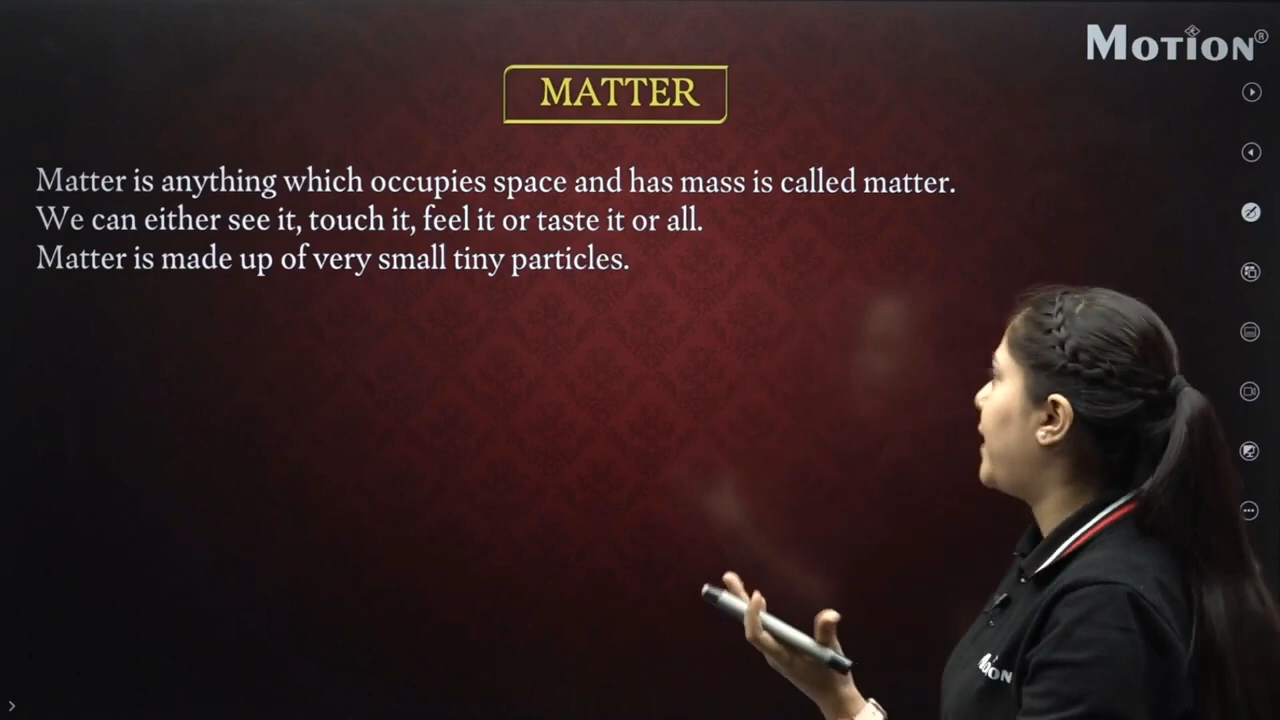 MOTION®
MATTER
Matter is anything which occupies space and has mass is called matter.
We can either see it, touch it, feel it or taste it or all.
Matter is made up of very small tiny particles.
MOTION